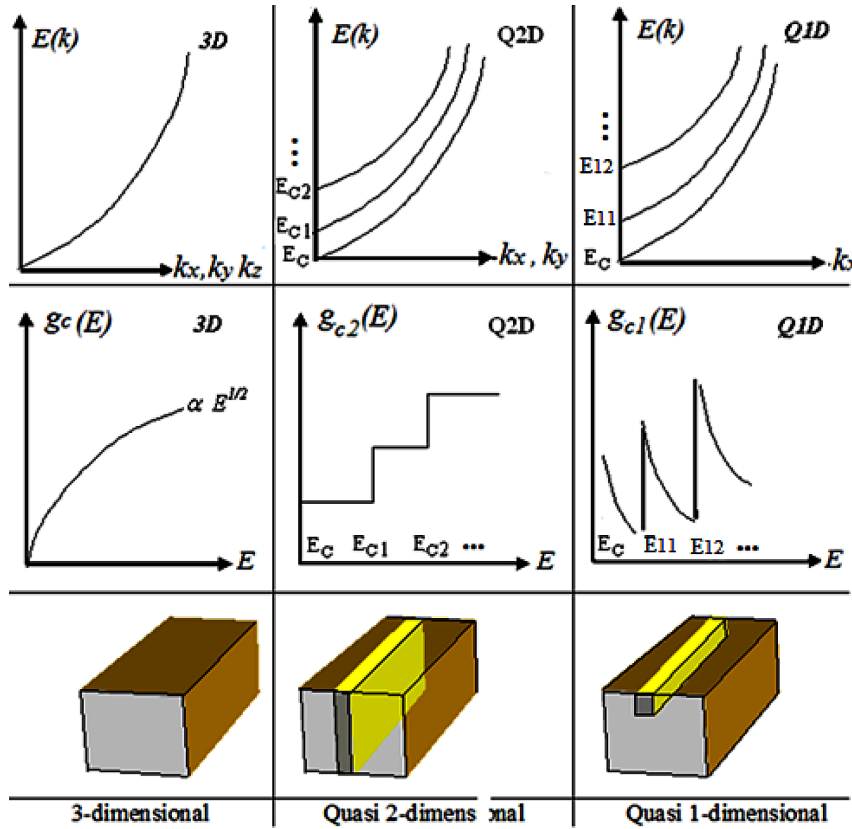 E(k) 3D
kx, ky kz
E(k) Q2D
⋮
EC2
EC1
EC
kx , ky
E(k) Q1D
⋮
E12
E11
EC
kx
gc (E) 3D
α E1/2
E
gc2(E) Q2D
EC EC1 EC2 ••• E
gc1(E) Q1D
EC E11 E12 ••• E
3-dimensional
Quasi 2-dimens onal
Quasi 1-dimensional